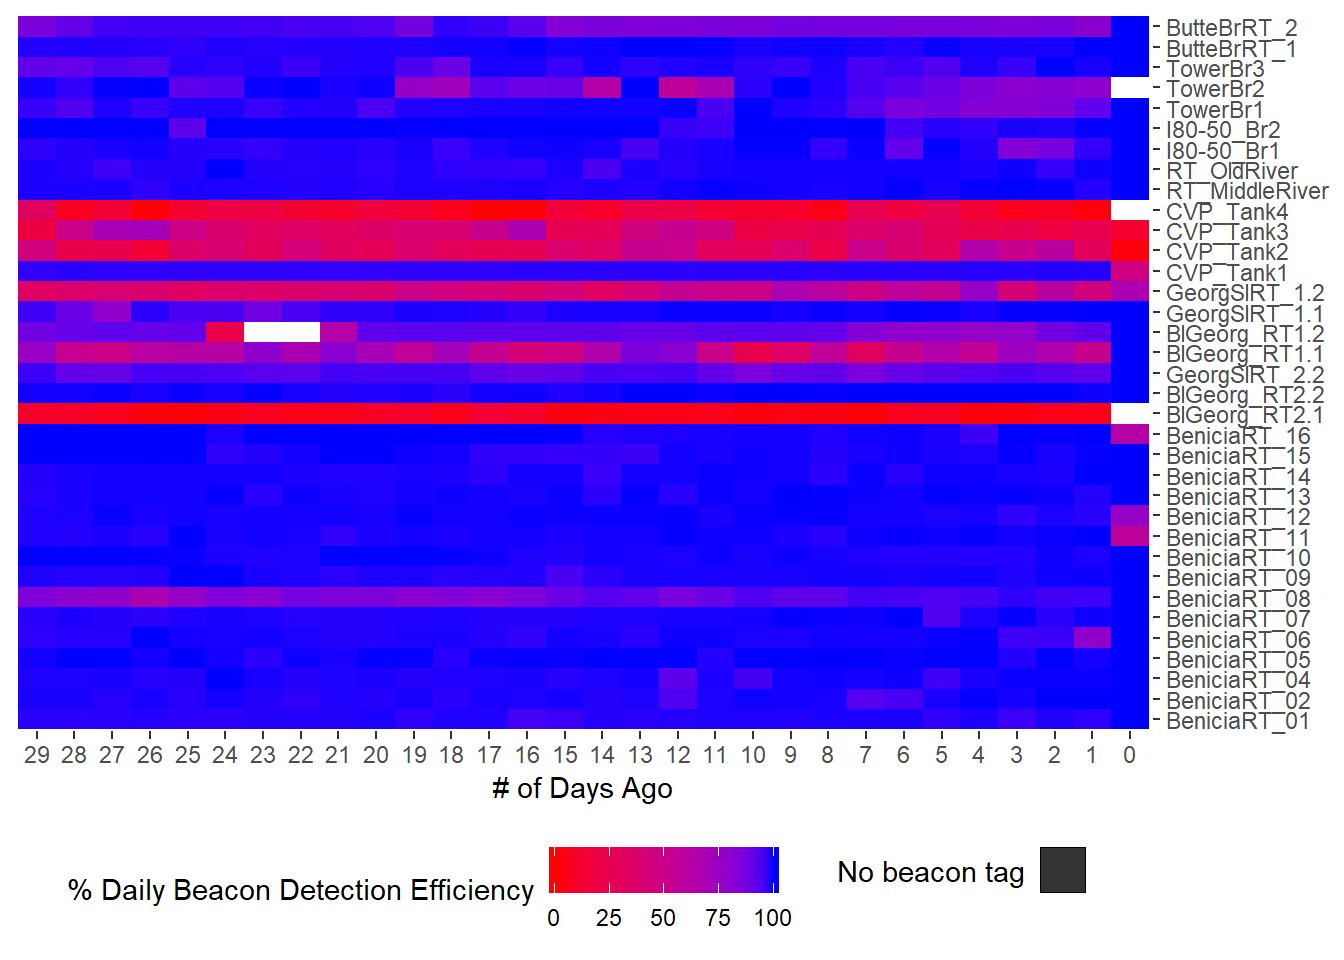 ButteBrRT_2
ButteBrRT_1
TowerBr3
TowerBr2
TowerBr1
I80-50_Br2
I80-50_Br1
RT_OldRiver
RT_MiddleRiver
CVP_Tank4
CVP_Tank3
CVP_Tank2
CVP_Tank1
GeorgSlRT_1.2
GeorgSlRT_1.1
BlGeorg_RT1.2
BlGeorg_RT1.1
GeorgSlRT_2.2
BlGeorg_RT2.2
BlGeorg_RT2.1
BeniciaRT_16
BeniciaRT_15
BeniciaRT_14
BeniciaRT_13
BeniciaRT_12
BeniciaRT_11
BeniciaRT_10
BeniciaRT_09
BeniciaRT_08
BeniciaRT_07
BeniciaRT_06
BeniciaRT_05
BeniciaRT_04
BeniciaRT_02
BeniciaRT_01
29 28 27 26 25 24 23 22 21 20 19 18 17 16 15 14 13 12 11 10 9 8 7 6 5 4 3 2 1 0
# of Days Ago
% Daily Beacon Detection Efficiency
0 25 50 75 100
No beacon tag